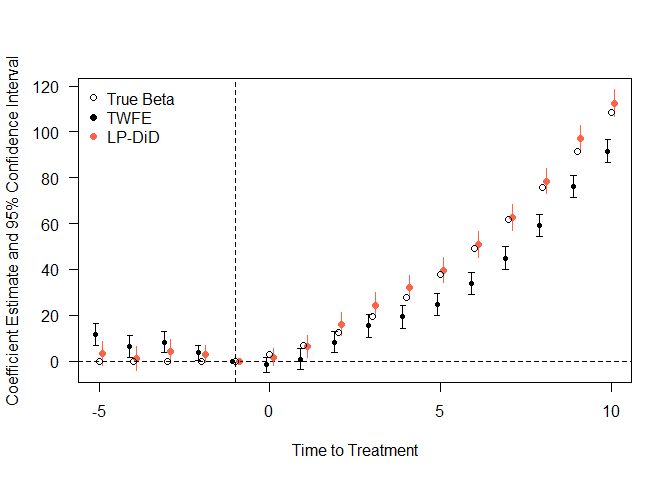 Coefficient Estimate and 95% Confidence Interval
120
100
80
60
40
20
0
True Beta
TWFE
LP-DiD
-5
0
5
10
Time to Treatment